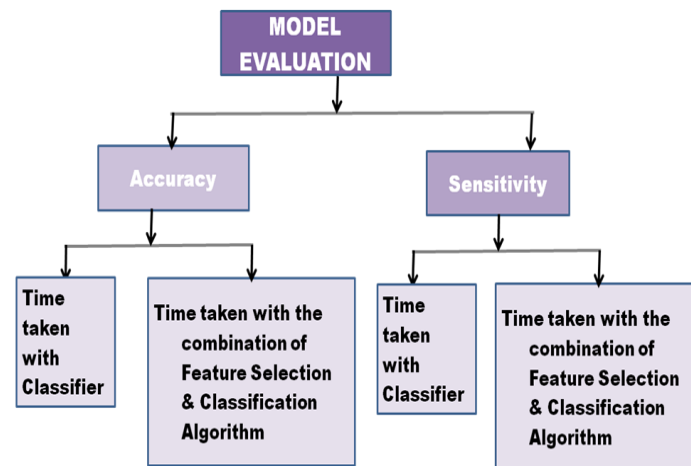 MODEL
EVALUATION
Accuracy
Sensitivity
Time
taken
with
Classifier
Time taken with the
combination of
Feature Selection
& Classification
Algorithm
Time
taken
with
Classifier
Time taken with the
combination of
Feature Selection
& Classification
Algorithm